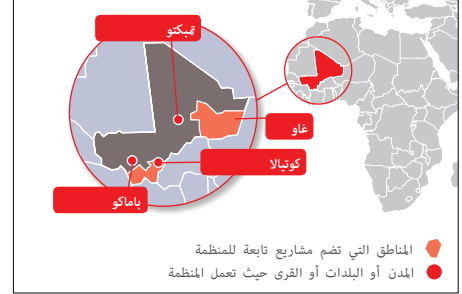 تمبكتو
غاو
كوتيالا
باماكو
المناطق التي تضم مشاريع تابعة للمنظمة
المدن أو البلدات أو القرى حيث تعمل المنظمة